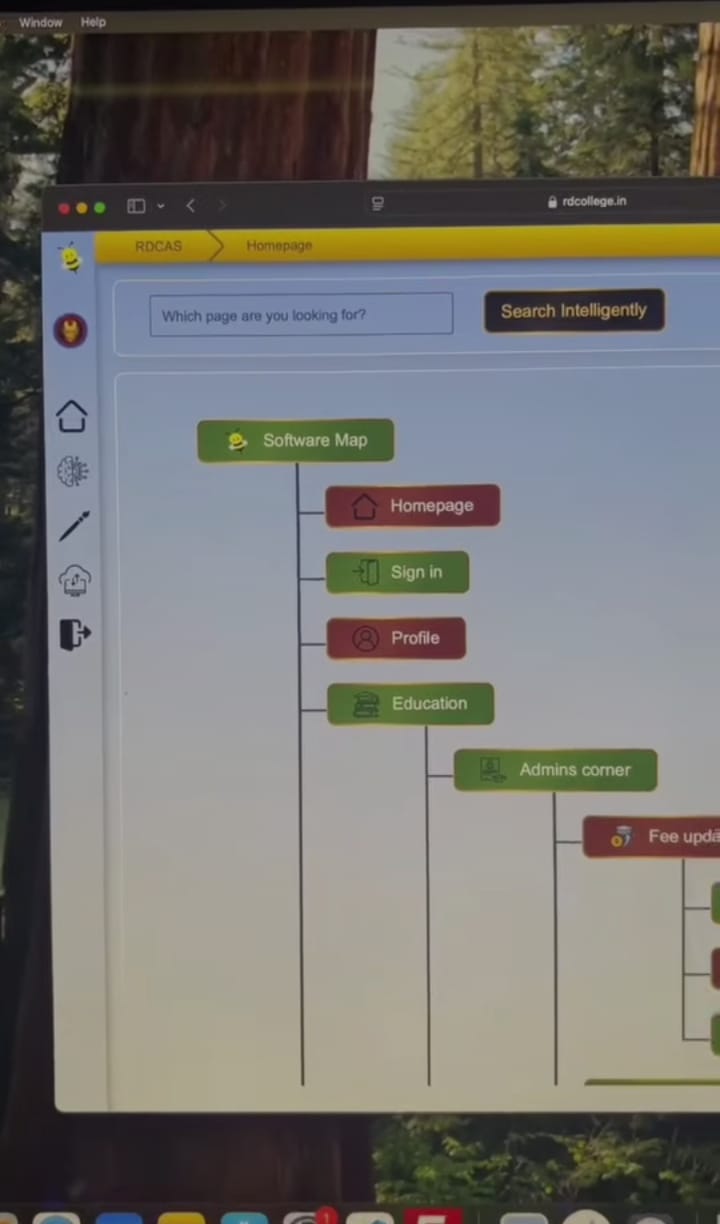 Window Help
rdcollege.in
RDCAS Homepage
Which page are you looking for? Search Intelligently
Software Map
Homepage
Sign in
Profile
Education
Admins corner
Fee upda
1